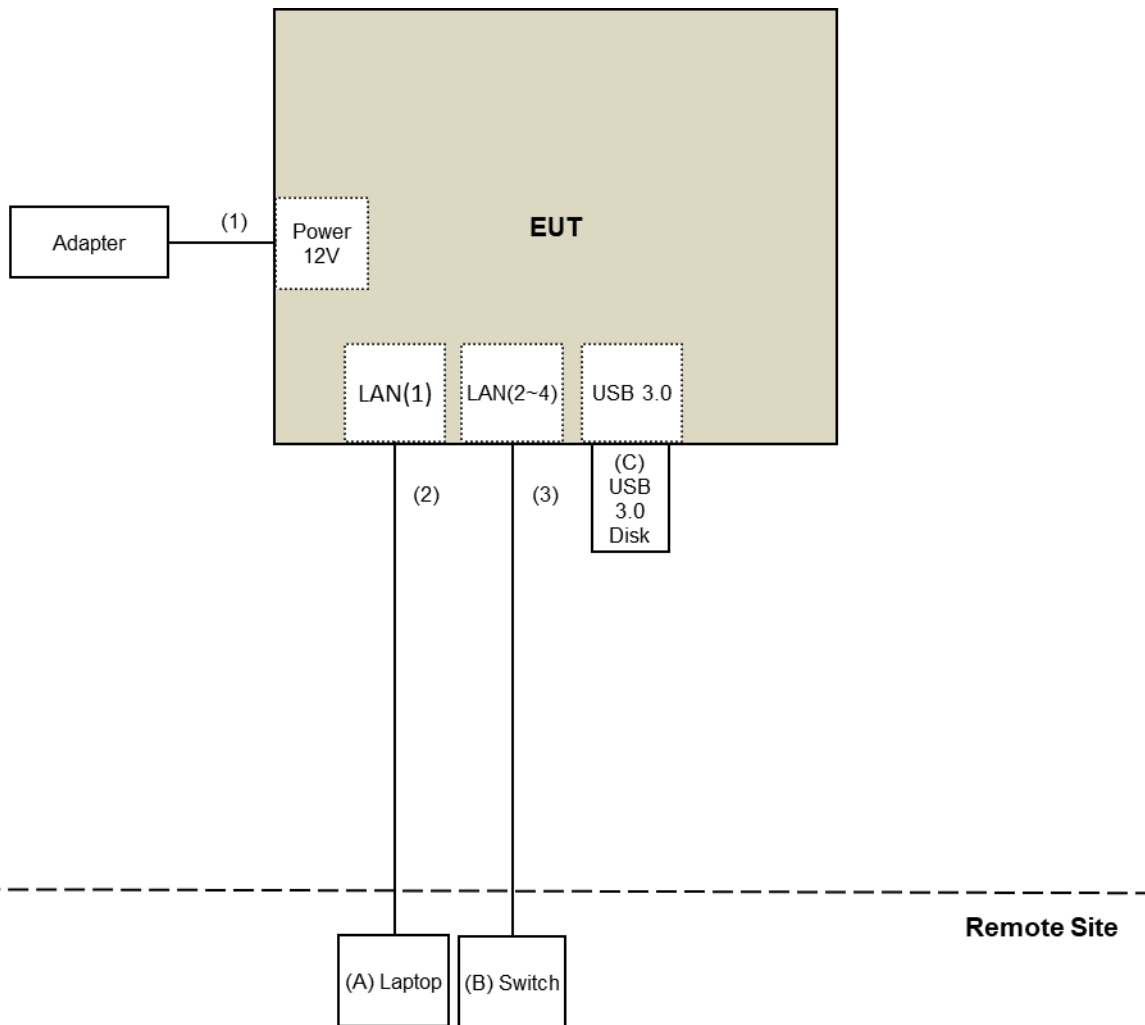 EUT
(1)
Adapter
Power
12V
LAN(1)
LAN(2~4)
USB 3.0
(2)
(3)
(C)
USB
3.0
Disk
Remote Site
(A) Laptop
(B) Switch